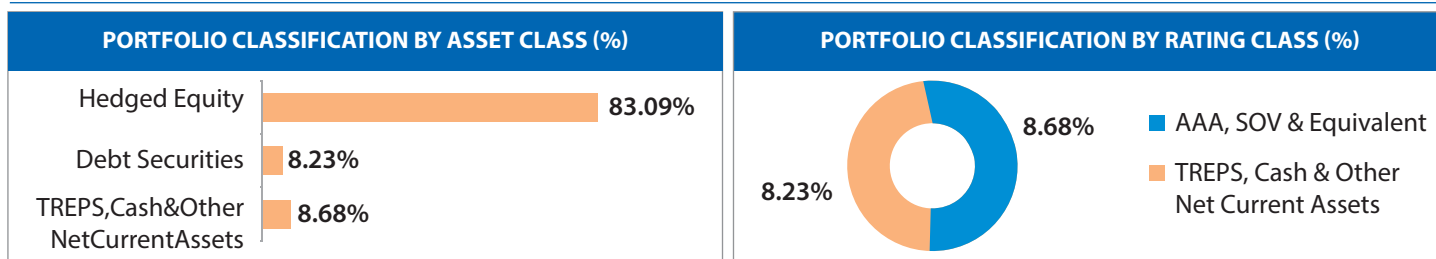 PORTFOLIO CLASSIFICATION BY ASSET CLASS (%)
Hedged Equity
83.09%
Debt Securities
8.23%
TREPS,Cash&Other
NetCurrentAssets
8.68%
PORTFOLIO CLASSIFICATION BY RATING CLASS (%)
8.68%
8.23%
AAA, SOV & Equivalent
TREPS, Cash & Other
Net Current Assets